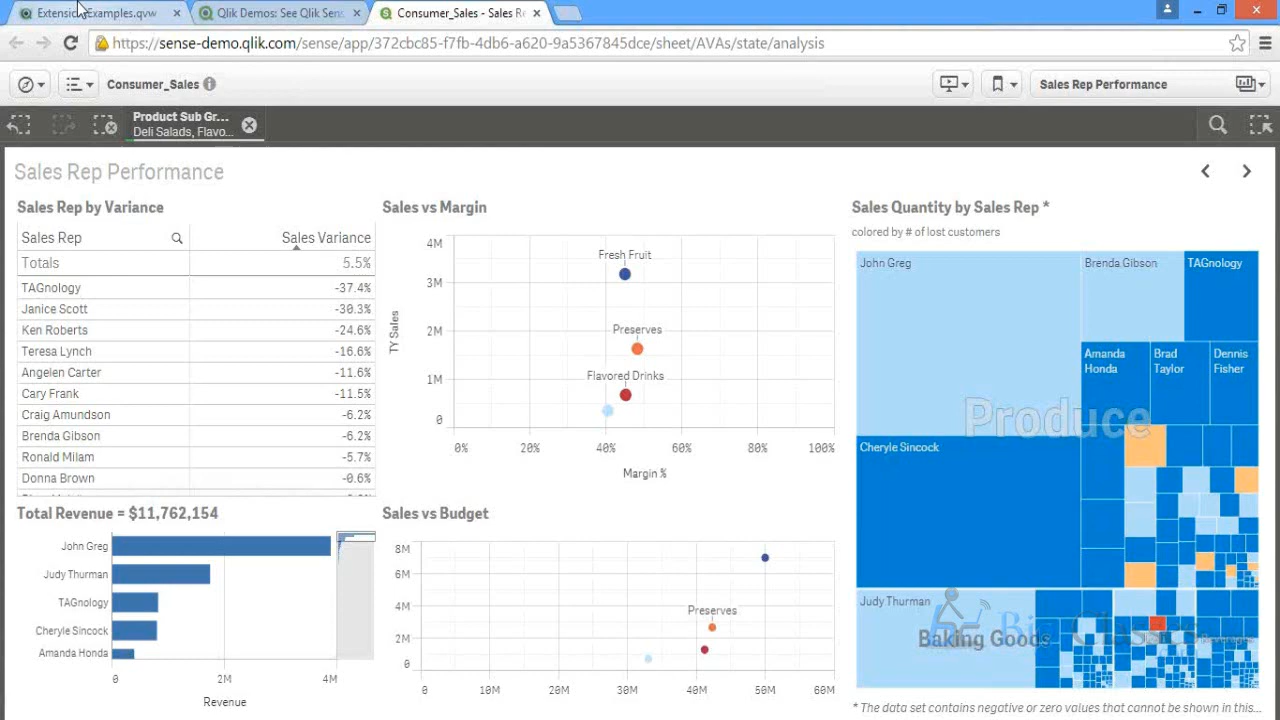 Extension Examples.qvw
Qlik Demos: See Qlik Sens
Consumer_Sales - Sales Re
https://sense-demo.qlik.com/sense/app/372cbc85-f7fb-4db6-a620-9a5367845dce/sheet/AVAs/state/analysis
Consumer_Sales
Sales Rep Performance
Product Sub Gr...
Deli Salads, Flavo...
Sales Rep Performance
Sales Rep by Variance
Sales Rep Sales Variance
Totals 5.5%
TAGnology -37.4%
Janice Scott -30.3%
Ken Roberts -24.6%
Teresa Lynch -16.6%
Angelen Carter -11.6%
Cary Frank -11.5%
Craig Amundson -6.2%
Brenda Gibson -6.2%
Ronald Milam -5.7%
Donna Brown -0.6%
Sales vs Margin
4M
3M
2M
1M
0
TY Sales
Fresh Fruit
Preserves
Flavored Drinks
0% 20% 40% 60% 80% 100%
Margin %
Sales Quantity by Sales Rep *
colored by # of lost customers
John Greg
Brenda Gibson
TAGnology
Amanda
Honda
Brad
Taylor
Dennis
Fisher
Produce
Cheryle Sincock
Judy Thurman
Baking Goods
Big Classes
Beverages
* The data set contains negative or zero values that cannot be shown in this...
Total Revenue = $11,762,154
John Greg
Judy Thurman
TAGnology
Cheryle Sincock
Amanda Honda
0 2M 4M
Revenue
Sales vs Budget
8M
6M
4M
2M
0
Preserves
0 10M 20M 30M 40M 50M 60M